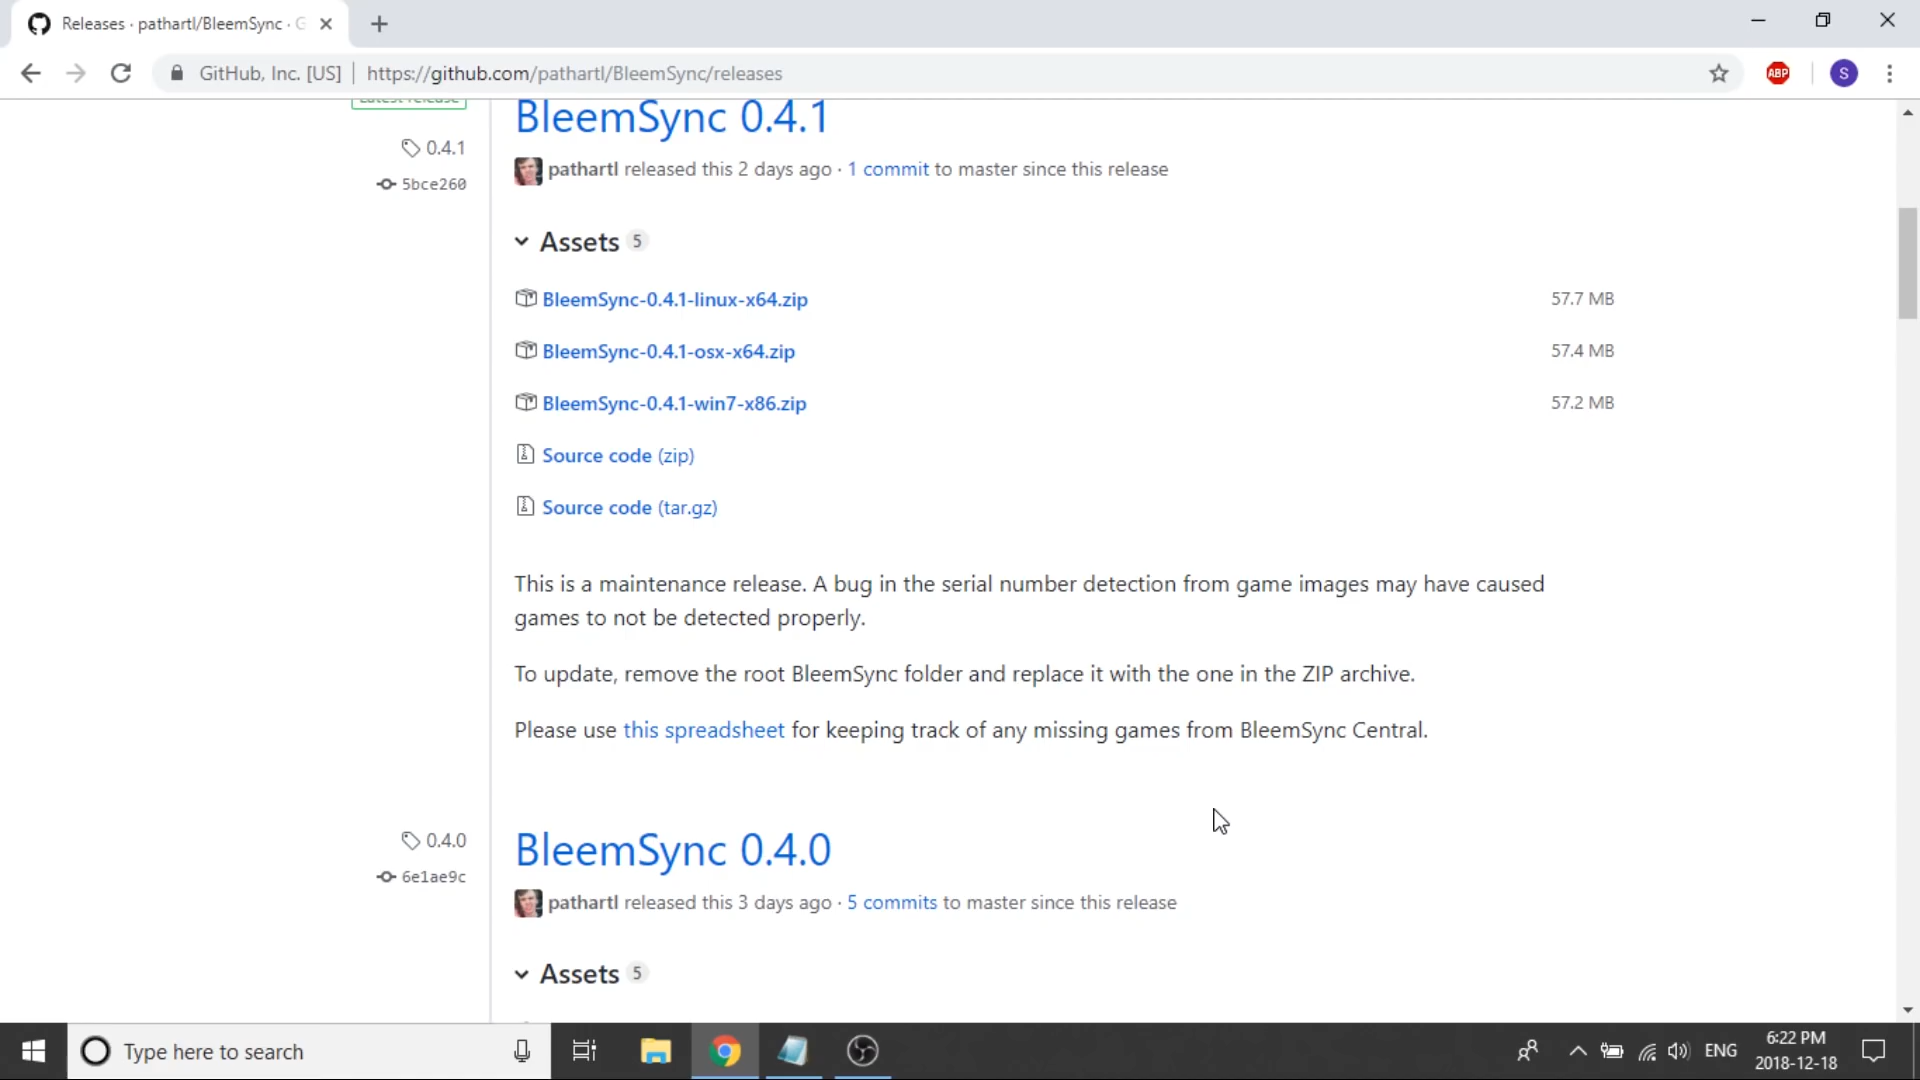 Releases · pathartl/BleemSync · G
GitHub, Inc. [US] https://github.com/pathartl/BleemSync/releases
ABP
S
Latest release
BleemSync 0.4.1
0.4.1
pathartl released this 2 days ago · 1 commit to master since this release
5bce260
Assets 5
BleemSync-0.4.1-linux-x64.zip 57.7 MB
BleemSync-0.4.1-osx-x64.zip 57.4 MB
BleemSync-0.4.1-win7-x86.zip 57.2 MB
Source code (zip)
Source code (tar.gz)
This is a maintenance release. A bug in the serial number detection from game images may have caused
games to not be detected properly.
To update, remove the root BleemSync folder and replace it with the one in the ZIP archive.
Please use this spreadsheet for keeping track of any missing games from BleemSync Central.
0.4.0
BleemSync 0.4.0
6e1ae9c
pathartl released this 3 days ago · 5 commits to master since this release
Assets 5
Type here to search
ENG
6:22 PM
2018-12-18